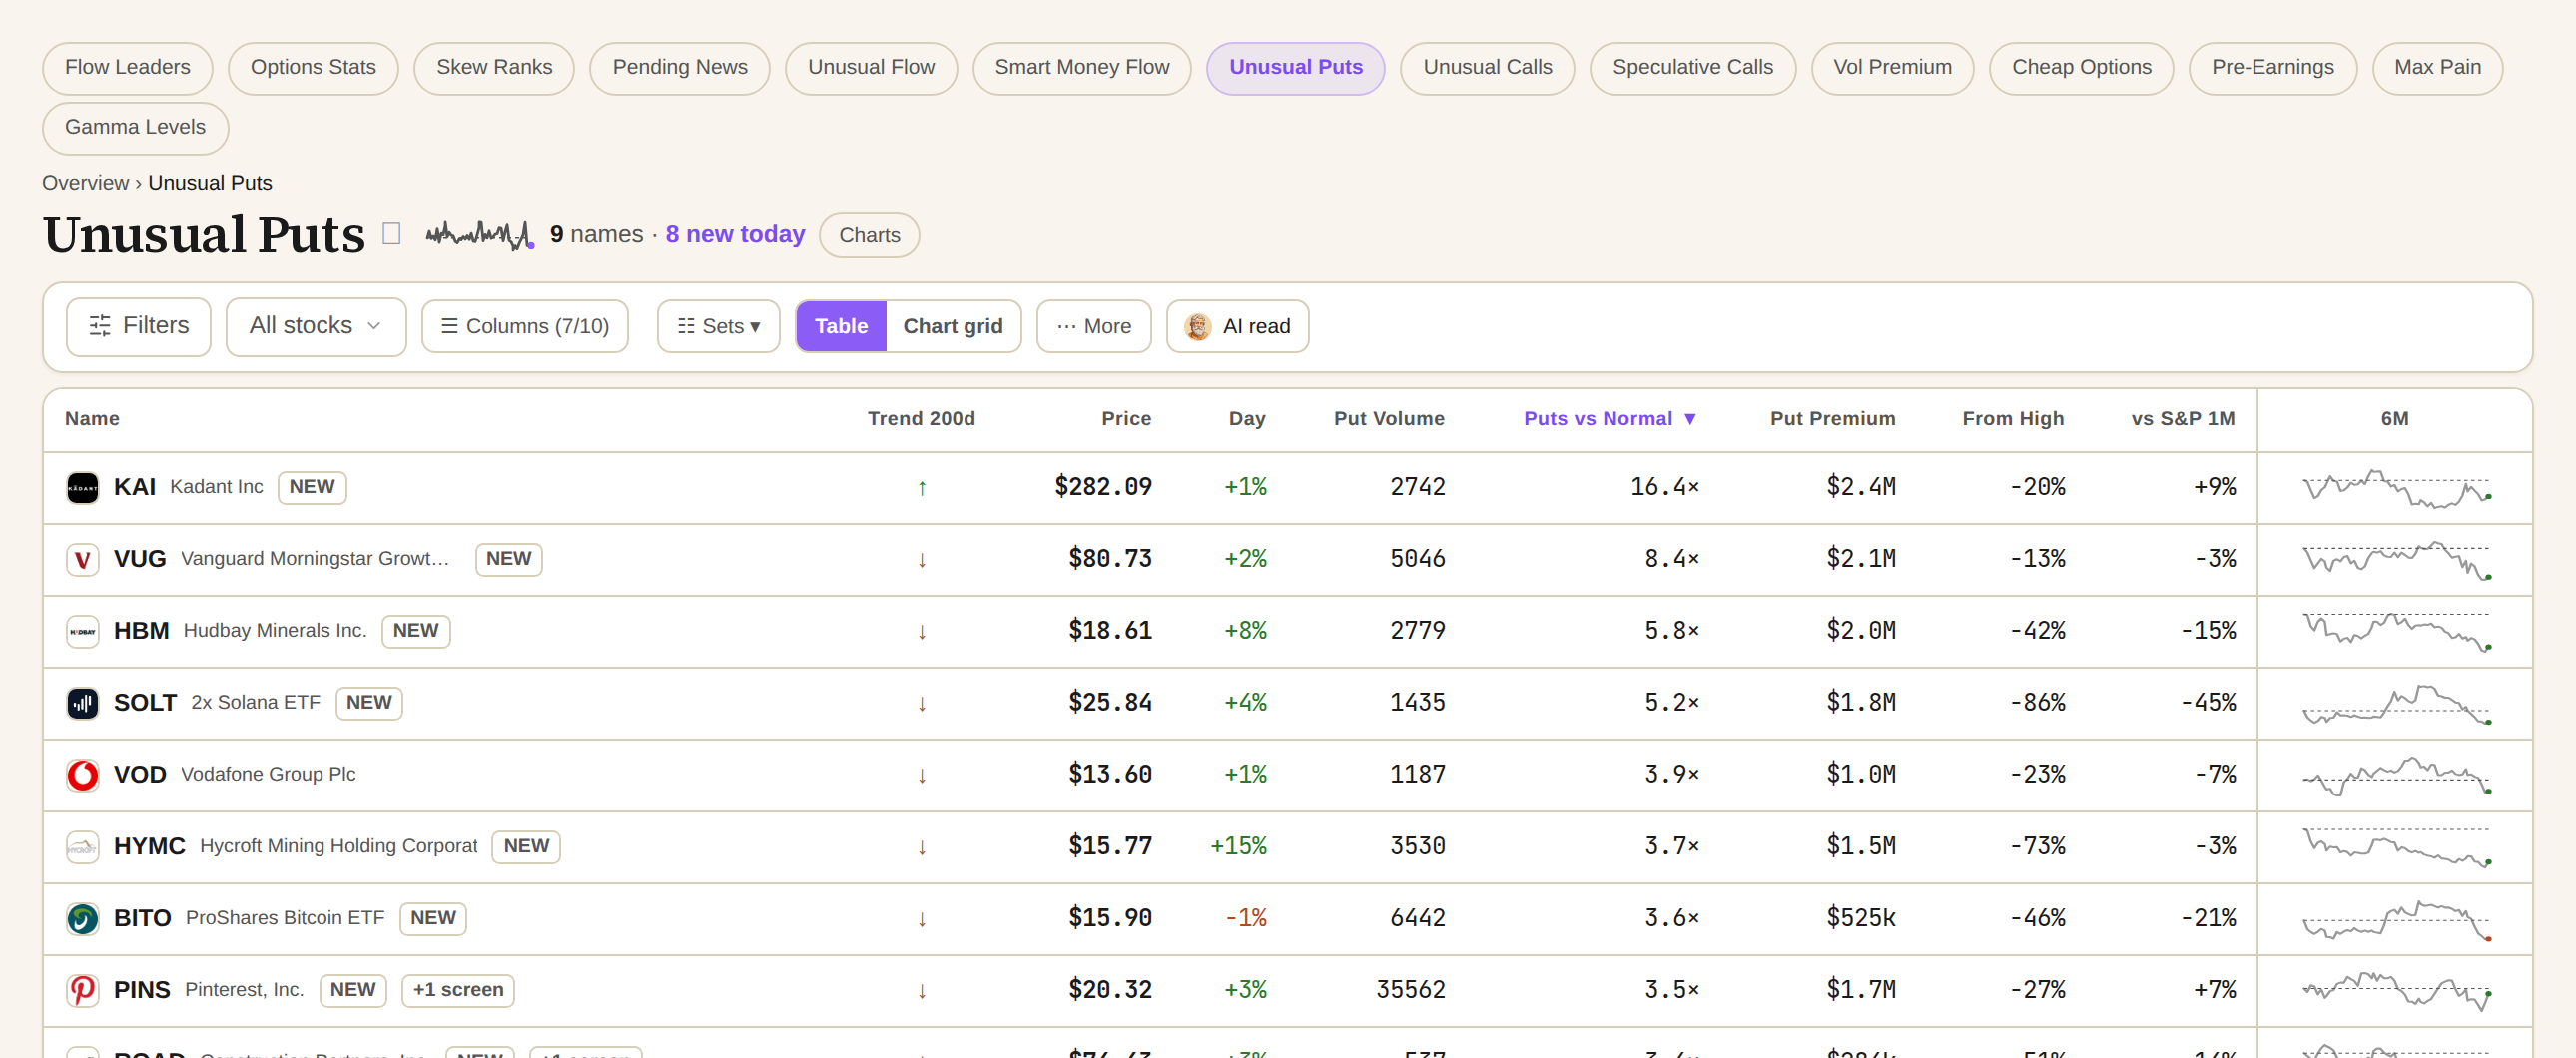 Flow Leaders Options Stats Skew Ranks Pending News Unusual Flow Smart Money Flow Unusual Puts Unusual Calls Speculative Calls Vol Premium Cheap Options Pre-Earnings Max Pain
Gamma Levels
Overview › Unusual Puts
Unusual Puts 9 names · 8 new today Charts
Filters All stocks ☰ Columns (7/10) Sets ▾ Table Chart grid ⋯ More AI read
Name Trend 200d Price Day Put Volume Puts vs Normal ▼ Put Premium From High vs S&P 1M 6M
KAI Kadant Inc NEW ↑ $282.09 +1% 2742 16.4× $2.4M -20% +9%
VUG Vanguard Morningstar Growt… NEW ↓ $80.73 +2% 5046 8.4× $2.1M -13% -3%
HBM Hudbay Minerals Inc. NEW ↓ $18.61 +8% 2779 5.8× $2.0M -42% -15%
SOLT 2x Solana ETF NEW ↓ $25.84 +4% 1435 5.2× $1.8M -86% -45%
VOD Vodafone Group Plc ↓ $13.60 +1% 1187 3.9× $1.0M -23% -7%
HYMC Hycroft Mining Holding Corporat NEW ↓ $15.77 +15% 3530 3.7× $1.5M -73% -3%
BITO ProShares Bitcoin ETF NEW ↓ $15.90 -1% 6442 3.6× $525k -46% -21%
PINS Pinterest, Inc. NEW +1 screen ↓ $20.32 +3% 35562 3.5× $1.7M -27% +7%